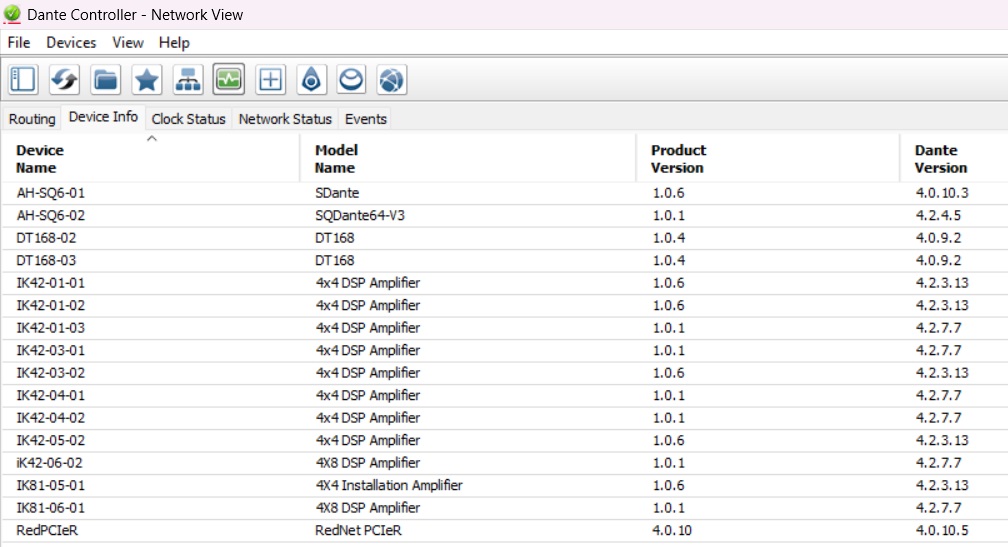 Dante Controller - Network View
File Devices View Help
Routing Device Info Clock Status Network Status Events
Device Name Model Name Product Version Dante Version
AH-SQ6-01 SDante 1.0.6 4.0.10.3
AH-SQ6-02 SQDante64-V3 1.0.1 4.2.4.5
DT168-02 DT168 1.0.4 4.0.9.2
DT168-03 DT168 1.0.4 4.0.9.2
IK42-01-01 4x4 DSP Amplifier 1.0.6 4.2.3.13
IK42-01-02 4x4 DSP Amplifier 1.0.6 4.2.3.13
IK42-01-03 4x4 DSP Amplifier 1.0.1 4.2.7.7
IK42-03-01 4x4 DSP Amplifier 1.0.1 4.2.7.7
IK42-03-02 4x4 DSP Amplifier 1.0.6 4.2.3.13
IK42-04-01 4x4 DSP Amplifier 1.0.1 4.2.7.7
IK42-04-02 4x4 DSP Amplifier 1.0.1 4.2.7.7
IK42-05-02 4x4 DSP Amplifier 1.0.6 4.2.3.13
iK42-06-02 4X8 DSP Amplifier 1.0.1 4.2.7.7
IK81-05-01 4X4 Installation Amplifier 1.0.6 4.2.3.13
IK81-06-01 4X8 DSP Amplifier 1.0.1 4.2.7.7
RedPCIeR RedNet PCIeR 4.0.10 4.0.10.5